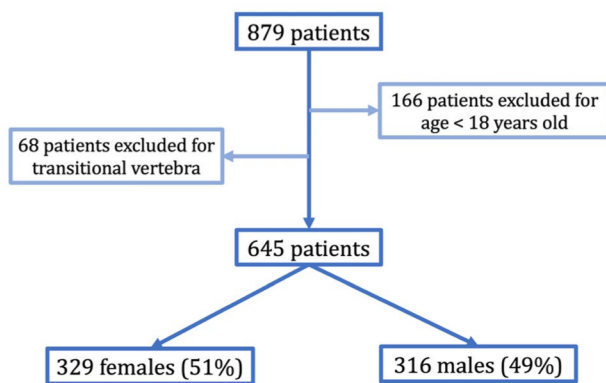 879 patients
166 patients excluded for
age < 18 years old
68 patients excluded for
transitional vertebra
645 patients
329 females (51%)
316 males (49%)